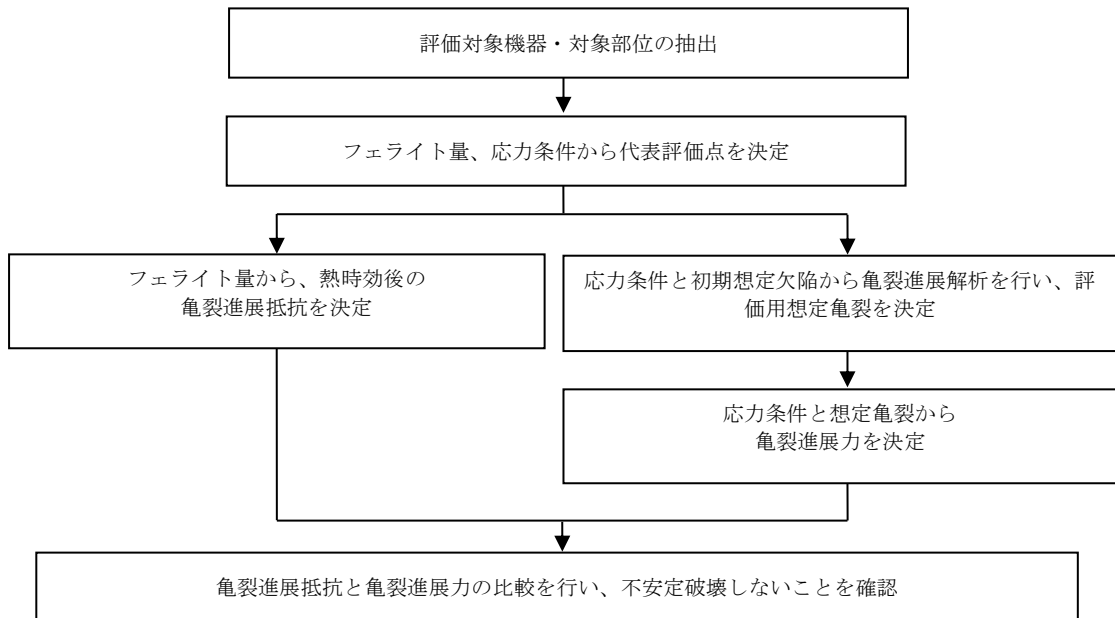 評価対象機器・対象部位の抽出
フェライト量、応力条件から代表評価点を決定
フェライト量から、熱時効後の
亀裂進展抵抗を決定
応力条件と初期想定欠陥から亀裂進展解析を行い、評
価用想定亀裂を決定
応力条件と想定亀裂から
亀裂進展力を決定
亀裂進展抵抗と亀裂進展力の比較を行い、不安定破壊しないことを確認